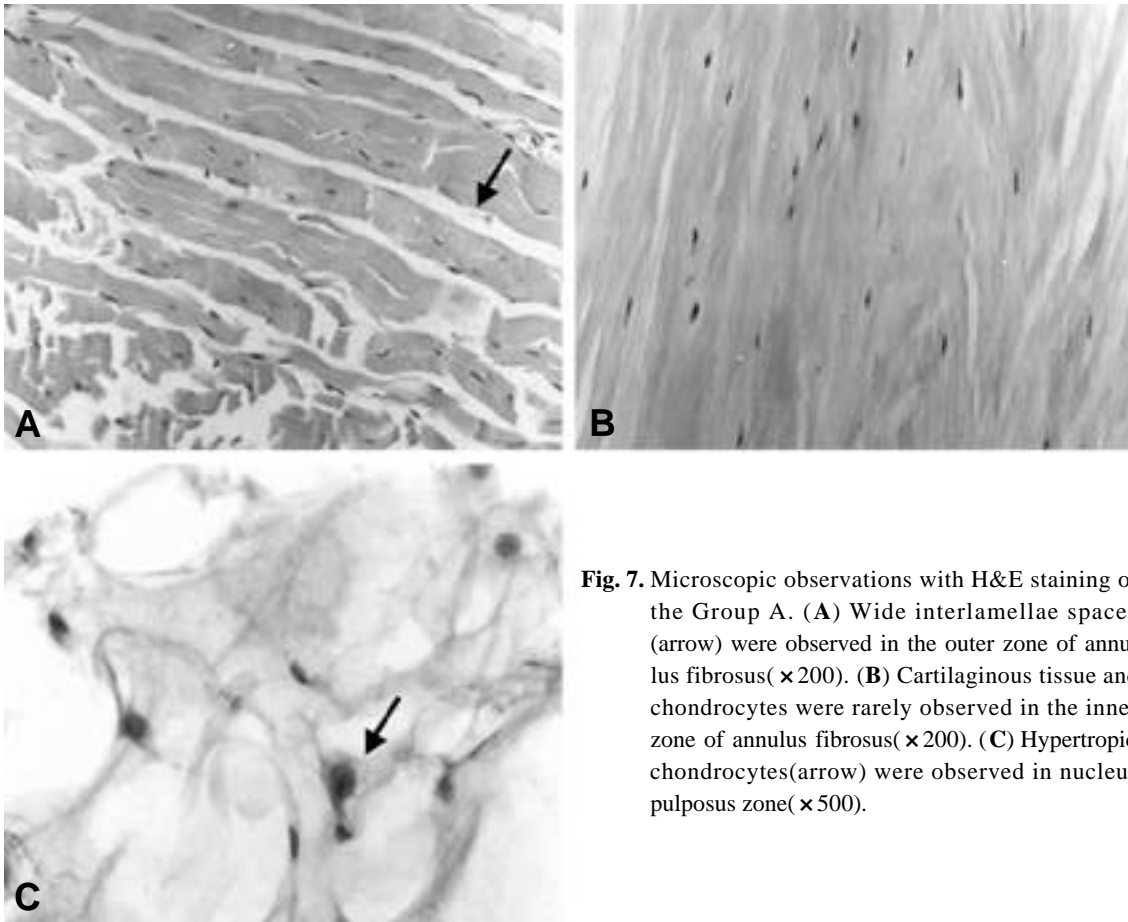 A
B
C
Fig. 7. Microscopic observations with H&E staining o
the Group A. (A) Wide interlamellae space
(arrow) were observed in the outer zone of annu
lus fibrosus(×200). (B) Cartilaginous tissue an
chondrocytes were rarely observed in the inne
zone of annulus fibrosus(×200). (C) Hypertropi
chondrocytes(arrow) were observed in nucleu
pulposus zone(×500).